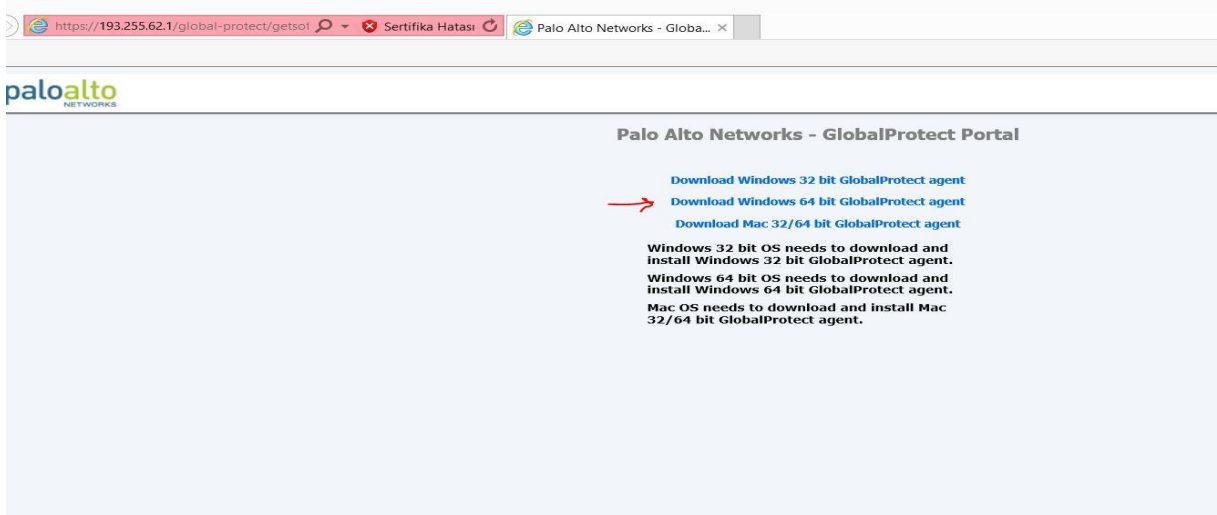 https://193.255.62.1/global-protect/getsof Sertifika Hatası Palo Alto Networks - Globa...
paloalto
NETWORKS
Palo Alto Networks - GlobalProtect Portal
Download Windows 32 bit GlobalProtect agent
Download Windows 64 bit GlobalProtect agent
Download Mac 32/64 bit GlobalProtect agent
Windows 32 bit OS needs to download and
install Windows 32 bit GlobalProtect agent.
Windows 64 bit OS needs to download and
install Windows 64 bit GlobalProtect agent.
Mac OS needs to download and install Mac
32/64 bit GlobalProtect agent.